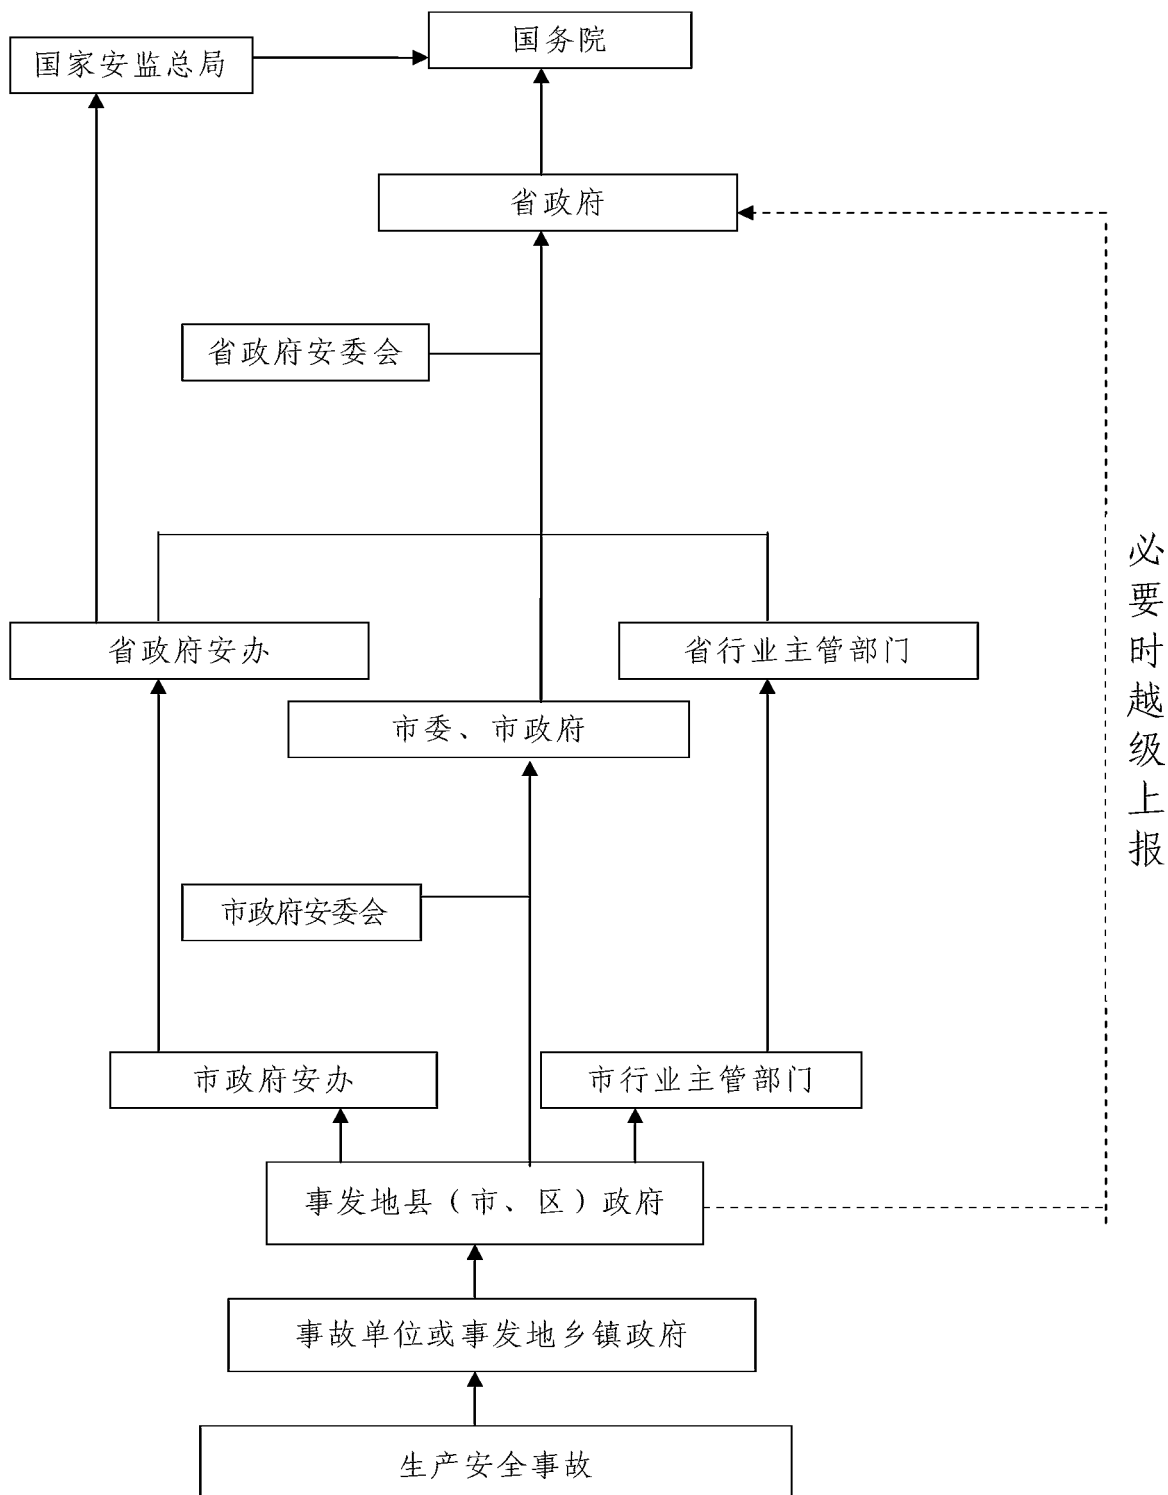 国务院
国家安监总局
省政府
省政府安委会
必要时越级上报
省政府安办
省行业主管部门
市委、市政府
市政府安委会
市政府安办
市行业主管部门
事发地县（市、区）政府
事故单位或事发地乡镇政府
生产安全事故